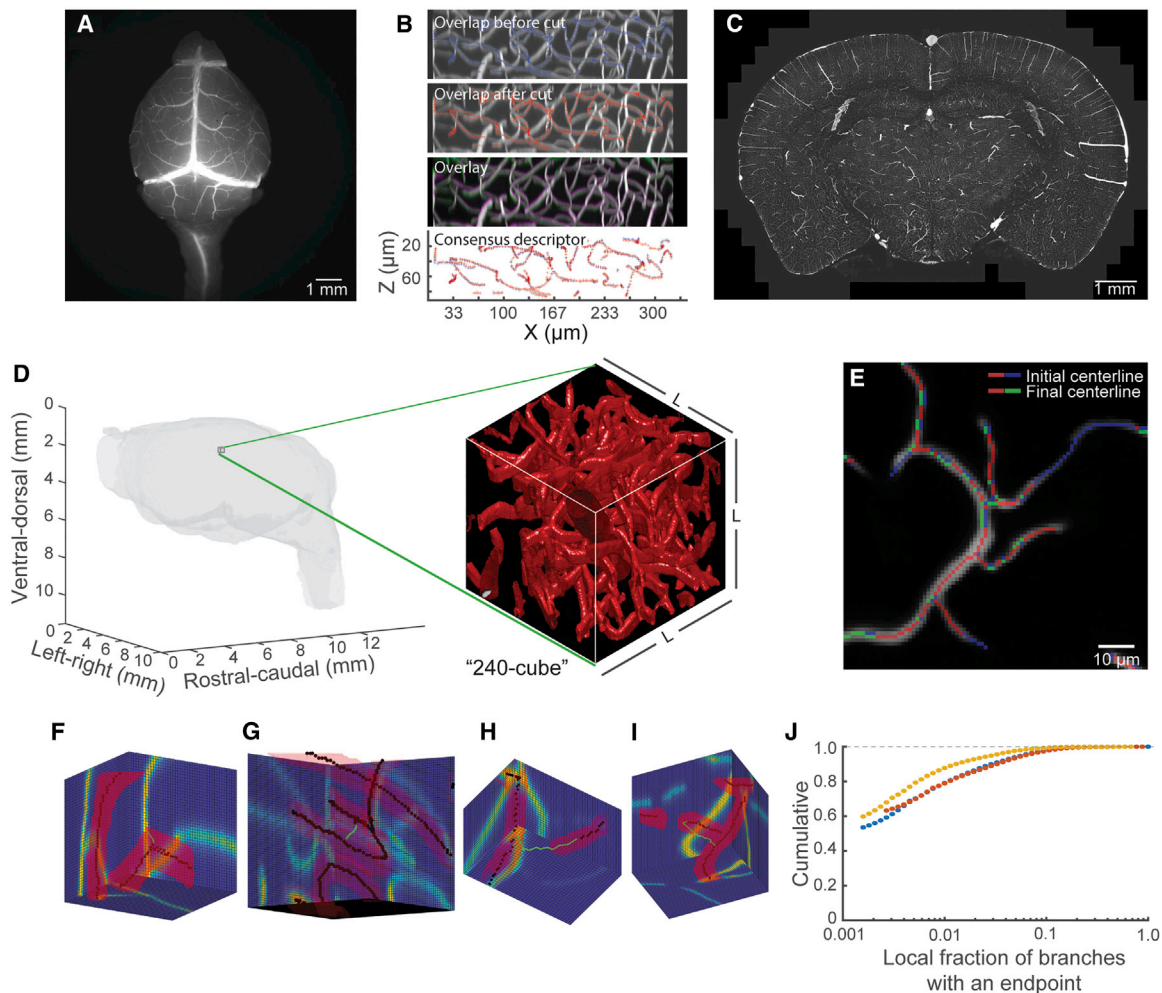 A
1 mm
B
Overlap before cut
Overlap after cut
Overlay
Consensus descriptor
Z (µm)
20
60
33 100 167 233 300
X (µm)
C
1 mm
D
Ventral-dorsal (mm)
0
2
4
6
8
10
0
2 4 6 8 10
Left-right (mm)
0 2 4 6 8 10 12
Rostral-caudal (mm)
L
L
L
"240-cube"
E
Initial centerline
Final centerline
10 µm
F
G
H
I
J
Cumulative
1.0
0.8
0.6
0.4
0.2
0
0.001 0.01 0.1 1.0
Local fraction of branches
with an endpoint